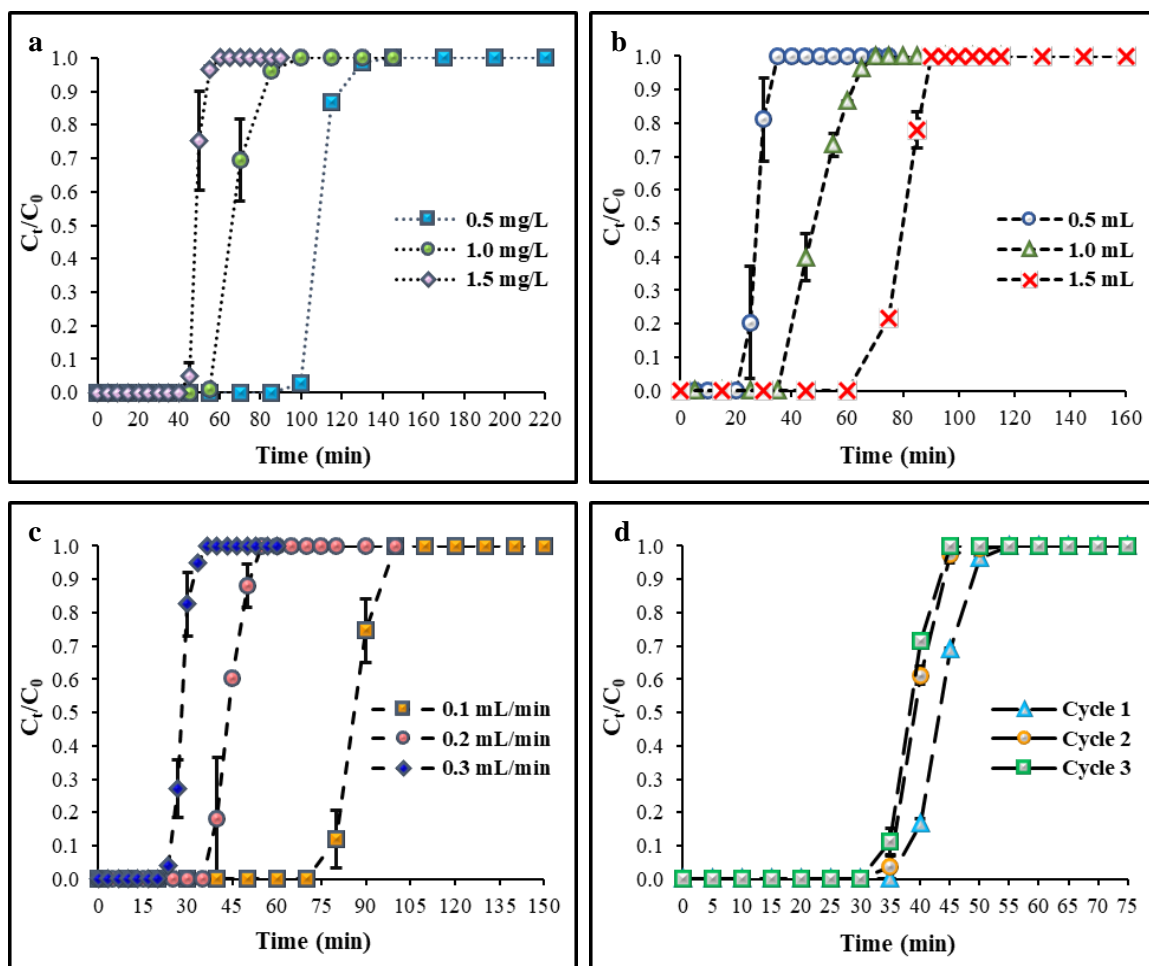 a
1.0
0.9
0.8
0.7
0.6
0.5
0.4
0.3
0.2
0.1
0.0
Ct/C0
0.5 mg/L
1.0 mg/L
1.5 mg/L
0 20 40 60 80 100 120 140 160 180 200 220
Time (min)
b
1.0
0.9
0.8
0.7
0.6
0.5
0.4
0.3
0.2
0.1
0.0
Ct/C0
0.5 mL
1.0 mL
1.5 mL
0 20 40 60 80 100 120 140 160
Time (min)
c
1.0
0.9
0.8
0.7
0.6
0.5
0.4
0.3
0.2
0.1
0.0
Ct/C0
0.1 mL/min
0.2 mL/min
0.3 mL/min
0 15 30 45 60 75 90 105 120 135 150
Time (min)
d
1.0
0.9
0.8
0.7
0.6
0.5
0.4
0.3
0.2
0.1
0.0
Ct/C0
Cycle 1
Cycle 2
Cycle 3
0 5 10 15 20 25 30 35 40 45 50 55 60 65 70 75
Time (min)